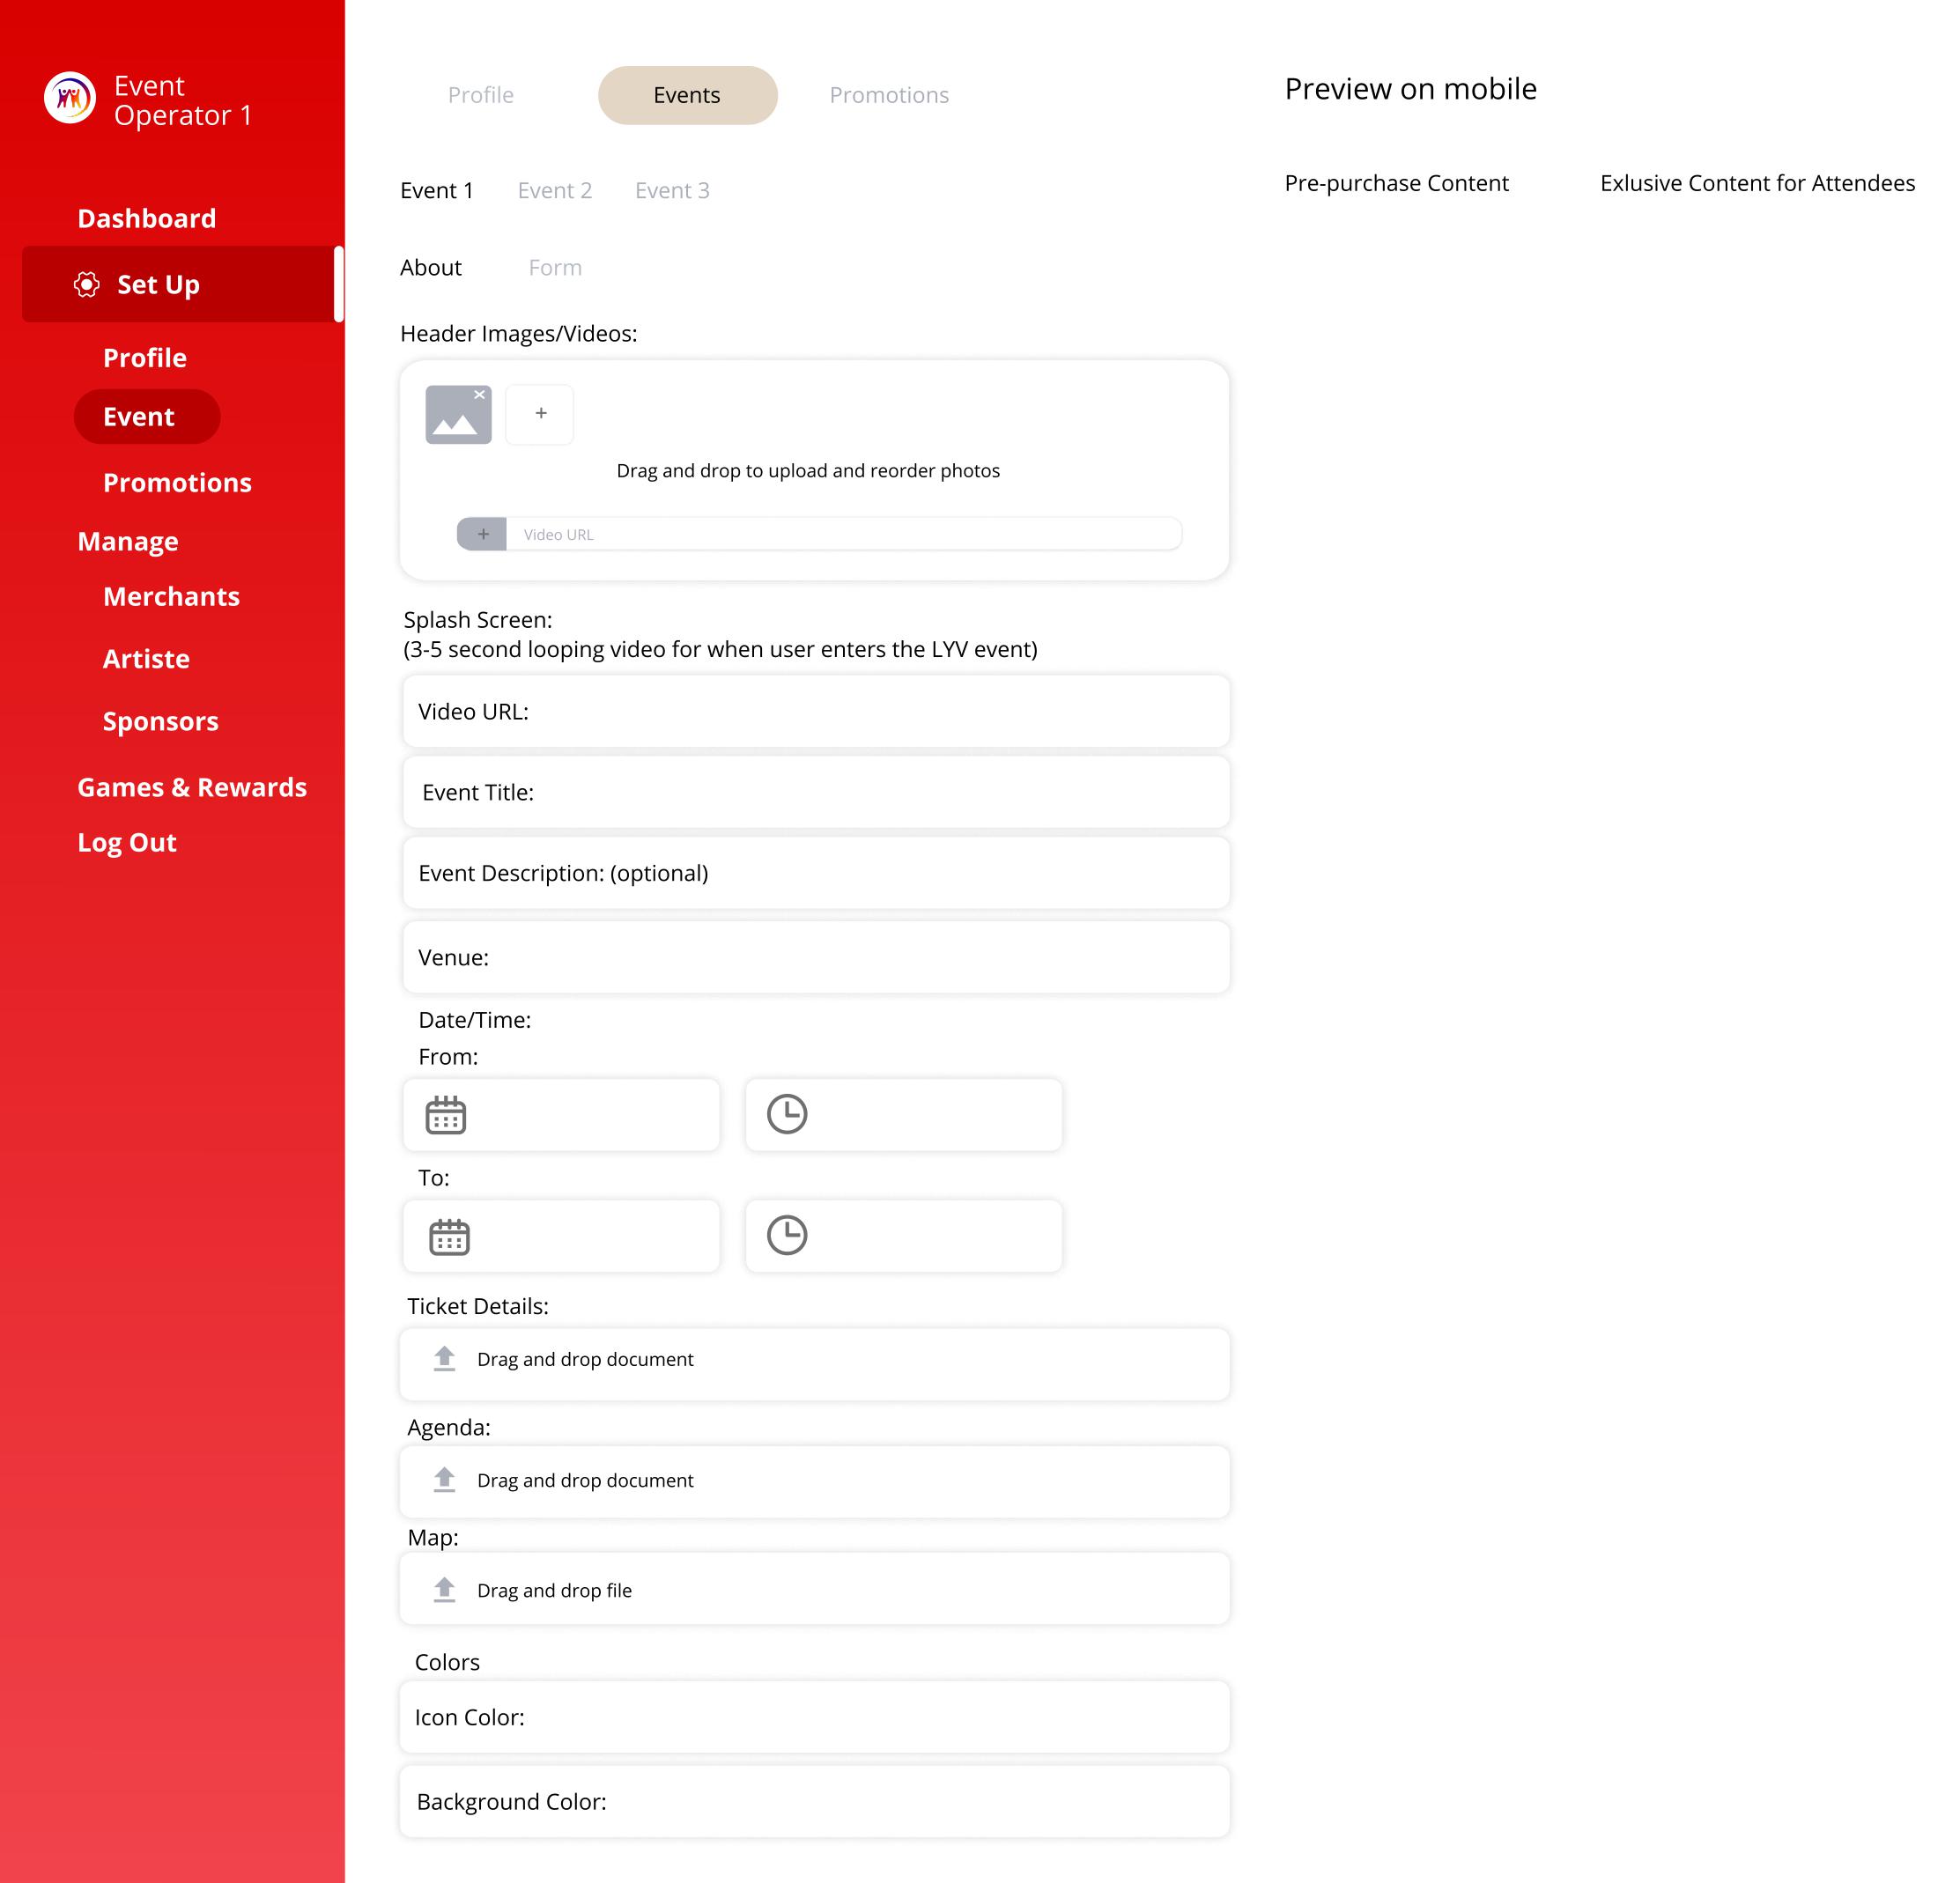 Event
Operator 1
Dashboard
Set Up
Profile
Event
Promotions
Manage
Merchants
Artiste
Sponsors
Games & Rewards
Log Out
Profile Events Promotions
Event 1 Event 2 Event 3
About Form
Header Images/Videos:
+
Drag and drop to upload and reorder photos
+ Video URL
Splash Screen:
(3-5 second looping video for when user enters the LYV event)
Video URL:
Event Title:
Event Description: (optional)
Venue:
Date/Time:
From:
To:
Ticket Details:
Drag and drop document
Agenda:
Drag and drop document
Map:
Drag and drop file
Colors
Icon Color:
Background Color:
Preview on mobile
Pre-purchase Content Exlusive Content for Attendees